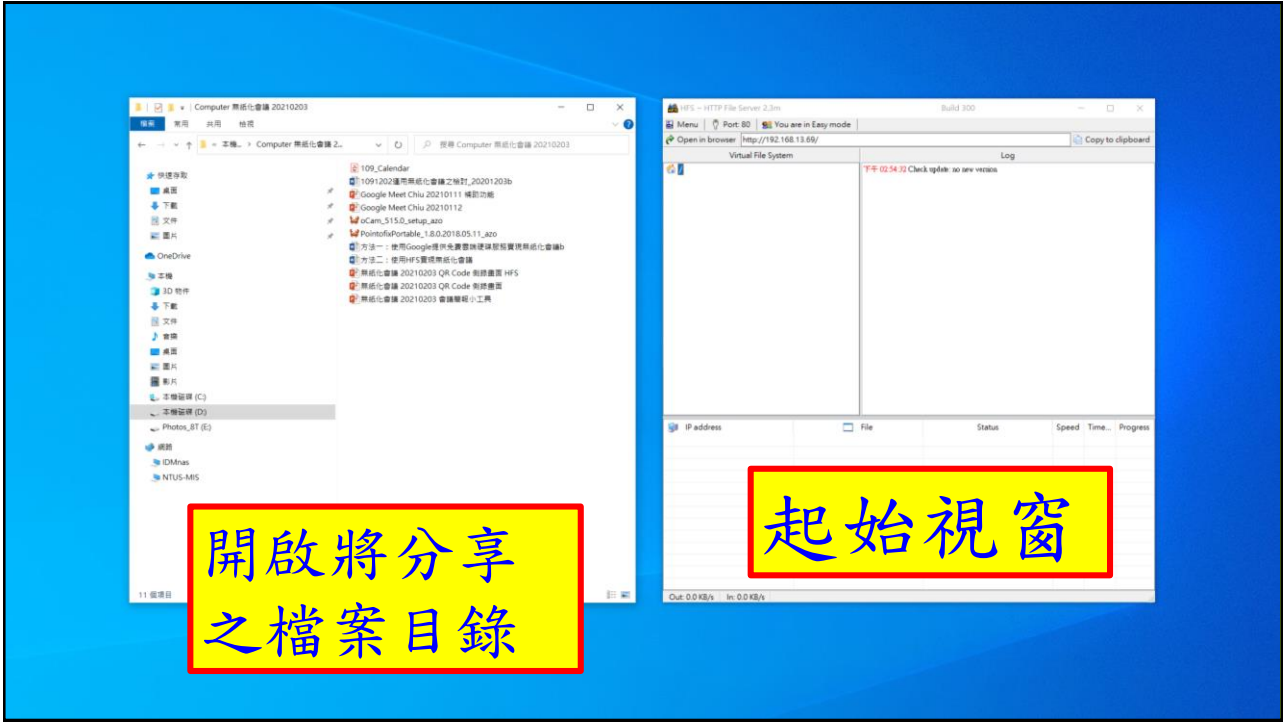 Computer 無紙化會議 20210203
檔案 常用 共用 檢視
« 本機... > Computer 無紙化會議 2...
搜尋 Computer 無紙化會議 20210203
快速存取
桌面
下載
文件
圖片
OneDrive
本機
3D 物件
下載
文件
音樂
桌面
圖片
影片
本機磁碟 (C:)
本機磁碟 (D:)
Photos_8T (E:)
網路
IDMnas
NTUS-MIS
109_Calendar
1091202運用無紙化會議之檢討_20201203b
Google Meet Chiu 20210111 補助功能
Google Meet Chiu 20210112
oCam_515.0_setup_azo
PointofixPortable_1.8.0.2018.05.11_azo
方法一：使用Google提供免費雲端硬碟服務實現無紙化會議b
方法二：使用HFS實現無紙化會議
無紙化會議 20210203 QR Code 側錄畫面 HFS
無紙化會議 20210203 QR Code 側錄畫面
無紙化會議 20210203 會議簡報小工具
11 個項目
開啟將分享
之檔案目錄
HFS ~ HTTP File Server 2.3m Build 300
Menu Port: 80 You are in Easy mode
Open in browser http://192.168.13.69/ Copy to clipboard
Virtual File System Log
/ 下午 02:54:32 Check update: no new version
IP address File Status Speed Time... Progress
起始視窗
Out: 0.0 KB/s In: 0.0 KB/s